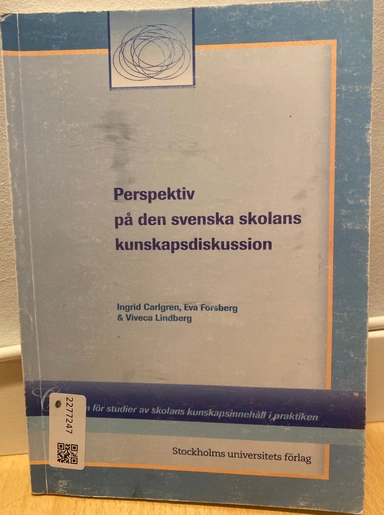 Perspektiv
på den svenska skolans
kunskapsdiskussion
Ingrid Carlgren, Eva Forsberg
& Viveca Lindberg
för studier av skolans kunskapsinnehåll i praktiken
2277247
Stockholms universitets förlag